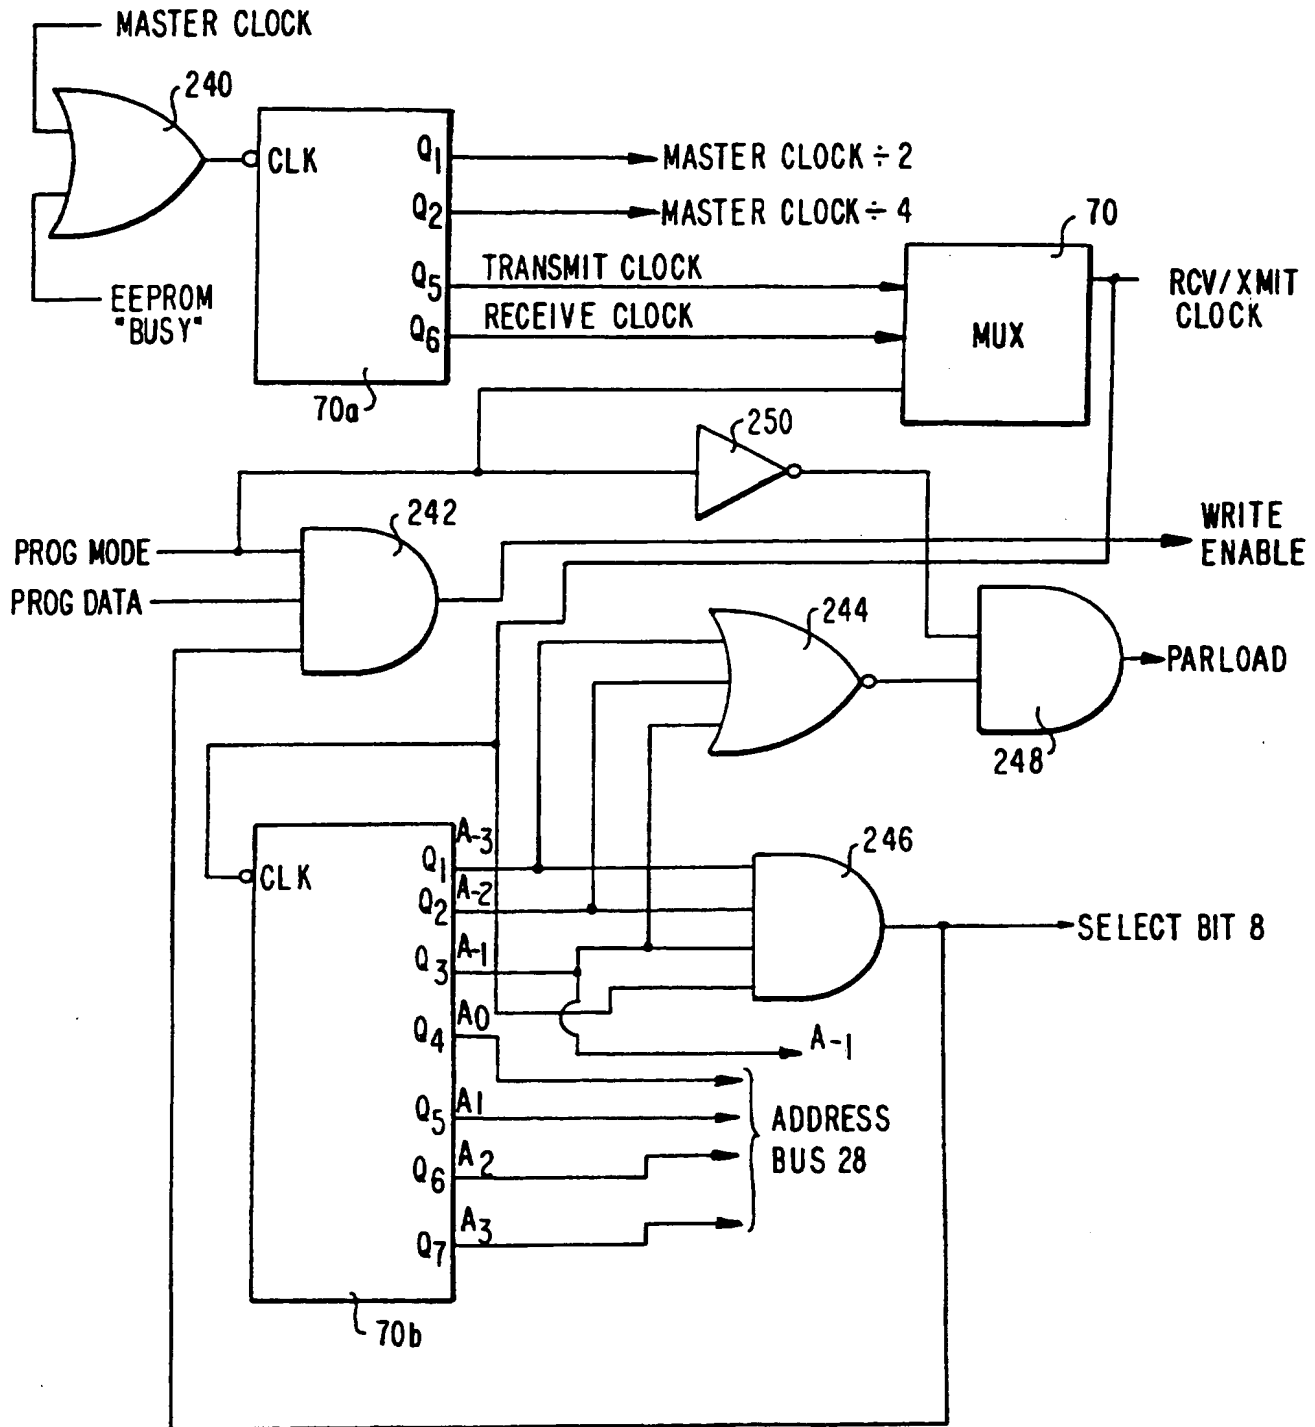 MASTER CLOCK
240
CLK
Q1
MASTER CLOCK ÷ 2
Q2
MASTER CLOCK ÷ 4
70
Q5
TRANSMIT CLOCK
RCV/XMIT
CLOCK
EEPROM
"BUSY"
Q6
RECEIVE CLOCK
MUX
70a
250
242
WRITE
ENABLE
PROG MODE
PROG DATA
244
PARLOAD
248
A-3
Q1
246
CLK
A-2
Q2
SELECT BIT 8
A-1
Q3
A0
Q4
A-1
A1
Q5
ADDRESS
BUS 28
A2
Q6
A3
Q7
70b